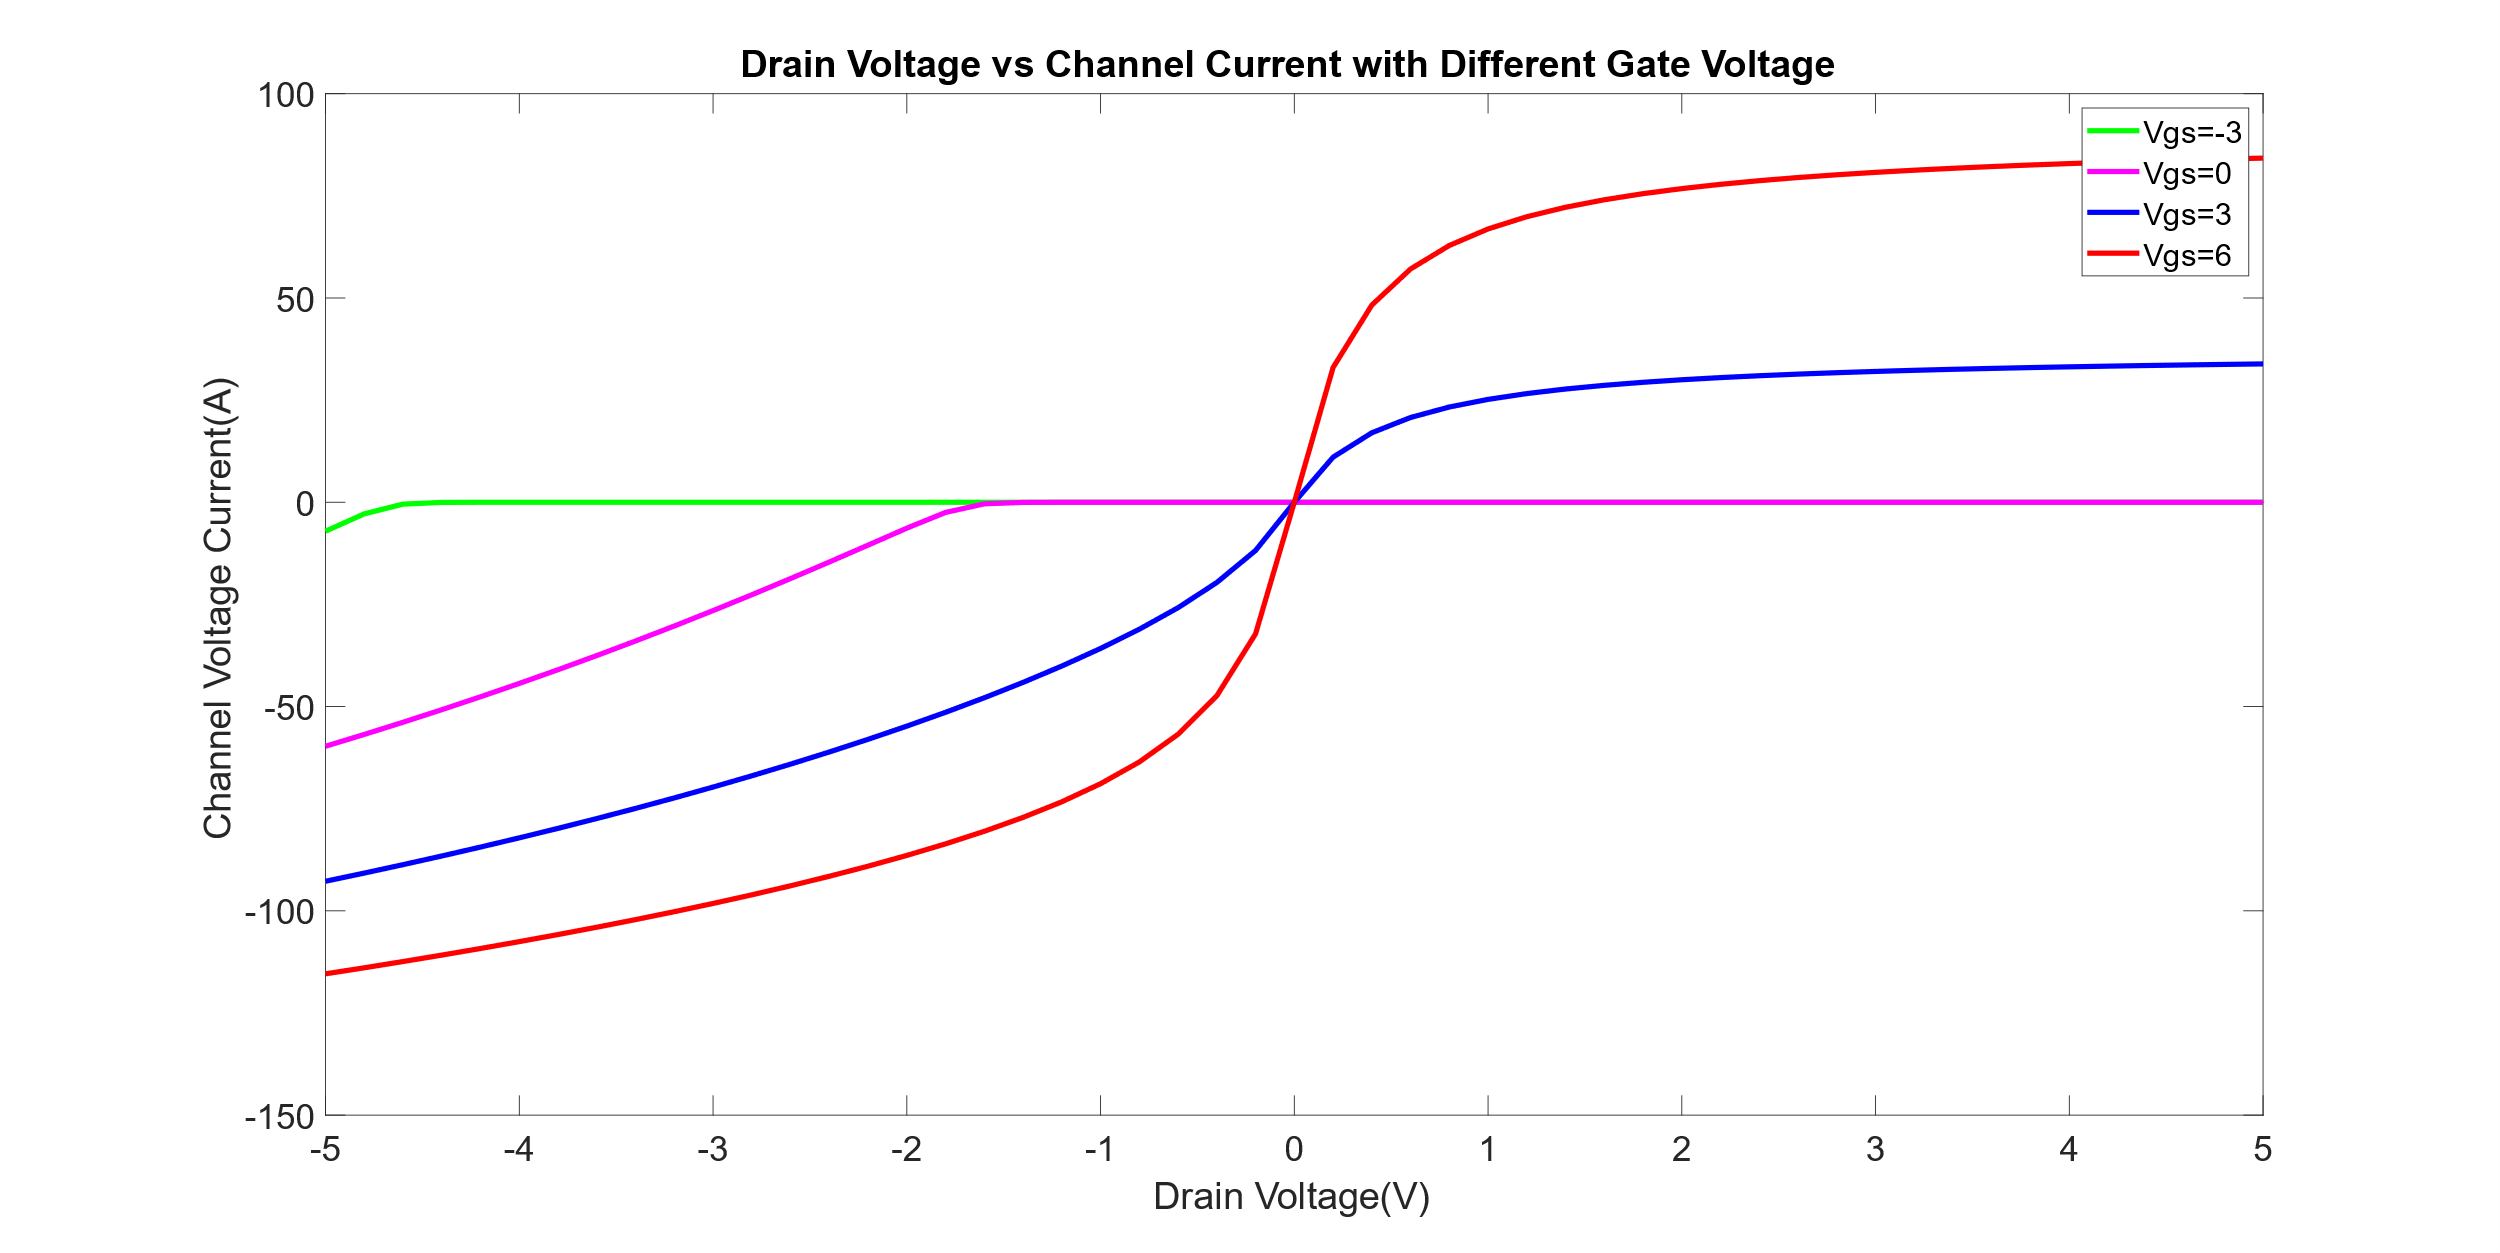 Drain Voltage vs Channel Current with Different Gate Voltage
100
50
0
-50
-100
-150
Channel Voltage Current(A)
Vgs=-3
Vgs=0
Vgs=3
Vgs=6
-5 -4 -3 -2 -1 0 1 2 3 4 5
Drain Voltage(V)